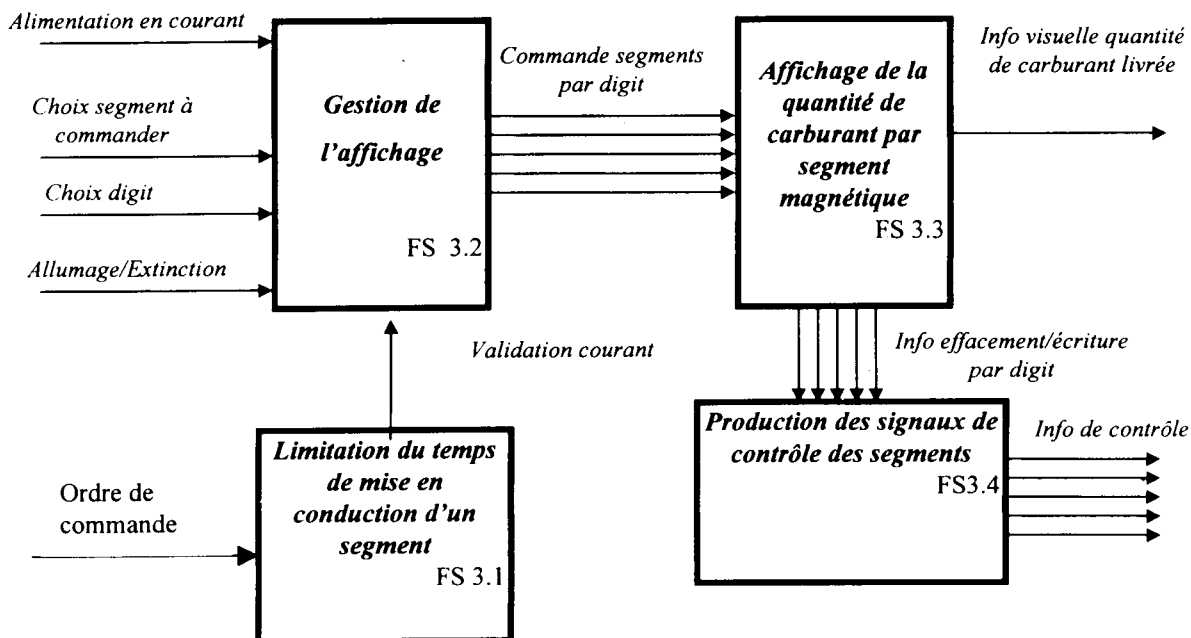 Alimentation en courant
Choix segment à
commander
Choix digit
Allumage/Extinction
Gestion de
l'affichage
FS 3.2
Commande segments
par digit
Affichage de la
quantité de
carburant par
segment
magnétique
FS 3.3
Info visuelle quantité
de carburant livrée
Validation courant
Info effacement/écriture
par digit
Ordre de
commande
Limitation du temps
de mise en
conduction d'un
segment
FS 3.1
Production des signaux de
contrôle des segments
FS3.4
Info de contrôle